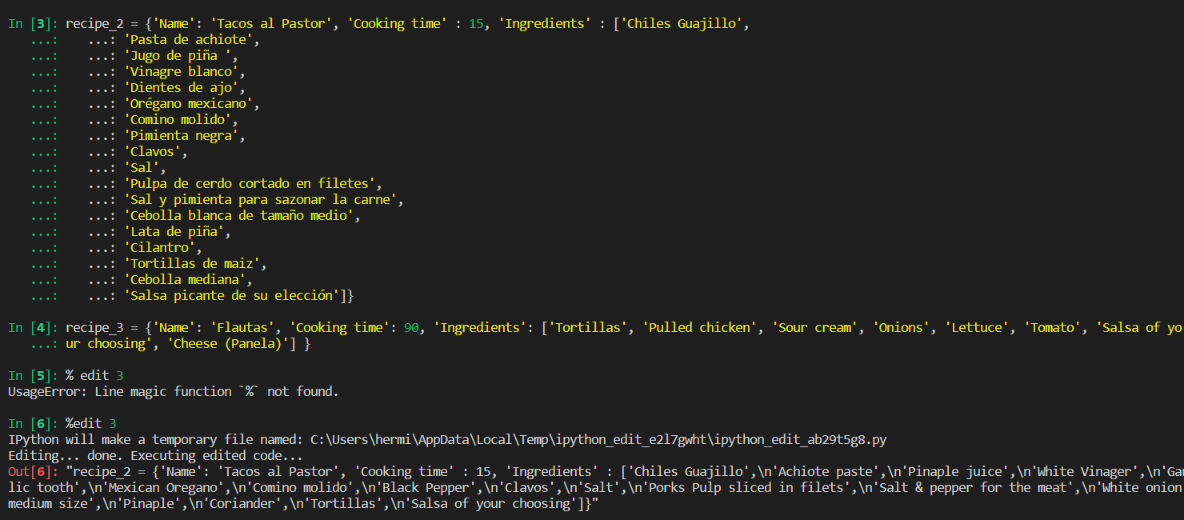 In [3]: recipe_2 = {'Name': 'Tacos al Pastor', 'Cooking time' : 15, 'Ingredients' : ['Chiles Guajillo',
...: ...: 'Pasta de achiote',
...: ...: 'Jugo de piña ',
...: ...: 'Vinagre blanco',
...: ...: 'Dientes de ajo',
...: ...: 'Orégano mexicano',
...: ...: 'Comino molido',
...: ...: 'Pimienta negra',
...: ...: 'Clavos',
...: ...: 'Sal',
...: ...: 'Pulpa de cerdo cortado en filetes',
...: ...: 'Sal y pimienta para sazonar la carne',
...: ...: 'Cebolla blanca de tamaño medio',
...: ...: 'Lata de piña',
...: ...: 'Cilantro',
...: ...: 'Tortillas de maiz',
...: ...: 'Cebolla mediana',
...: ...: 'Salsa picante de su elección']}
In [4]: recipe_3 = {'Name': 'Flautas', 'Cooking time': 90, 'Ingredients': ['Tortillas', 'Pulled chicken', 'Sour cream', 'Onions', 'Lettuce', 'Tomato', 'Salsa of yo
...: ur choosing', 'Cheese (Panela)'] }
In [5]: % edit 3
UsageError: Line magic function `%` not found.
In [6]: %edit 3
IPython will make a temporary file named: C:\Users\hermi\AppData\Local\Temp\ipython_edit_e2l7gwht\ipython_edit_ab29t5g8.py
Editing... done. Executing edited code...
Out[6]: "recipe_2 = {'Name': 'Tacos al Pastor', 'Cooking time' : 15, 'Ingredients' : ['Chiles Guajillo',\n'Achiote paste',\n'Pinaple juice',\n'White Vinager',\n'Gar
lic tooth',\n'Mexican Oregano',\n'Comino molido',\n'Black Pepper',\n'Clavos',\n'Salt',\n'Porks Pulp sliced in filets',\n'Salt & pepper for the meat',\n'White onion
medium size',\n'Pinaple',\n'Coriander',\n'Tortillas',\n'Salsa of your choosing']}"